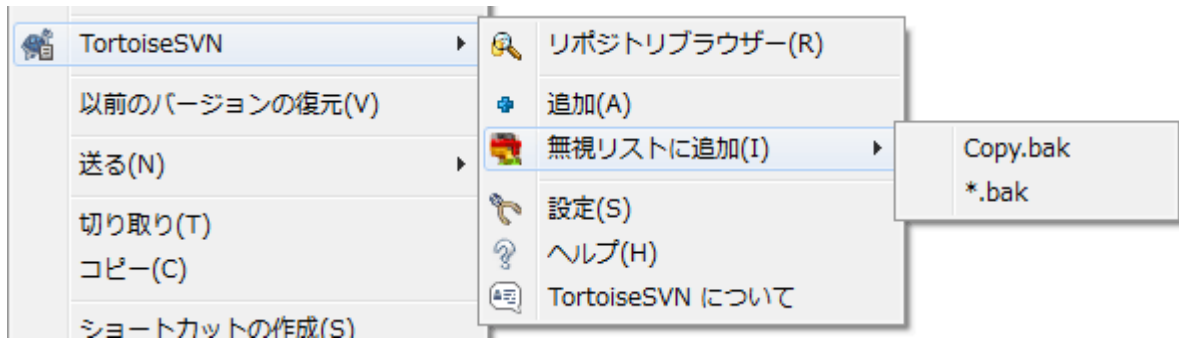 TortoiseSVN
以前のバージョンの復元(V)
送る(N)
切り取り(T)
コピー(C)
ショートカットの作成(S)
リポジトリブラウザー(R)
追加(A)
無視リストに追加(I)
設定(S)
ヘルプ(H)
TortoiseSVN について
Copy.bak
*.bak